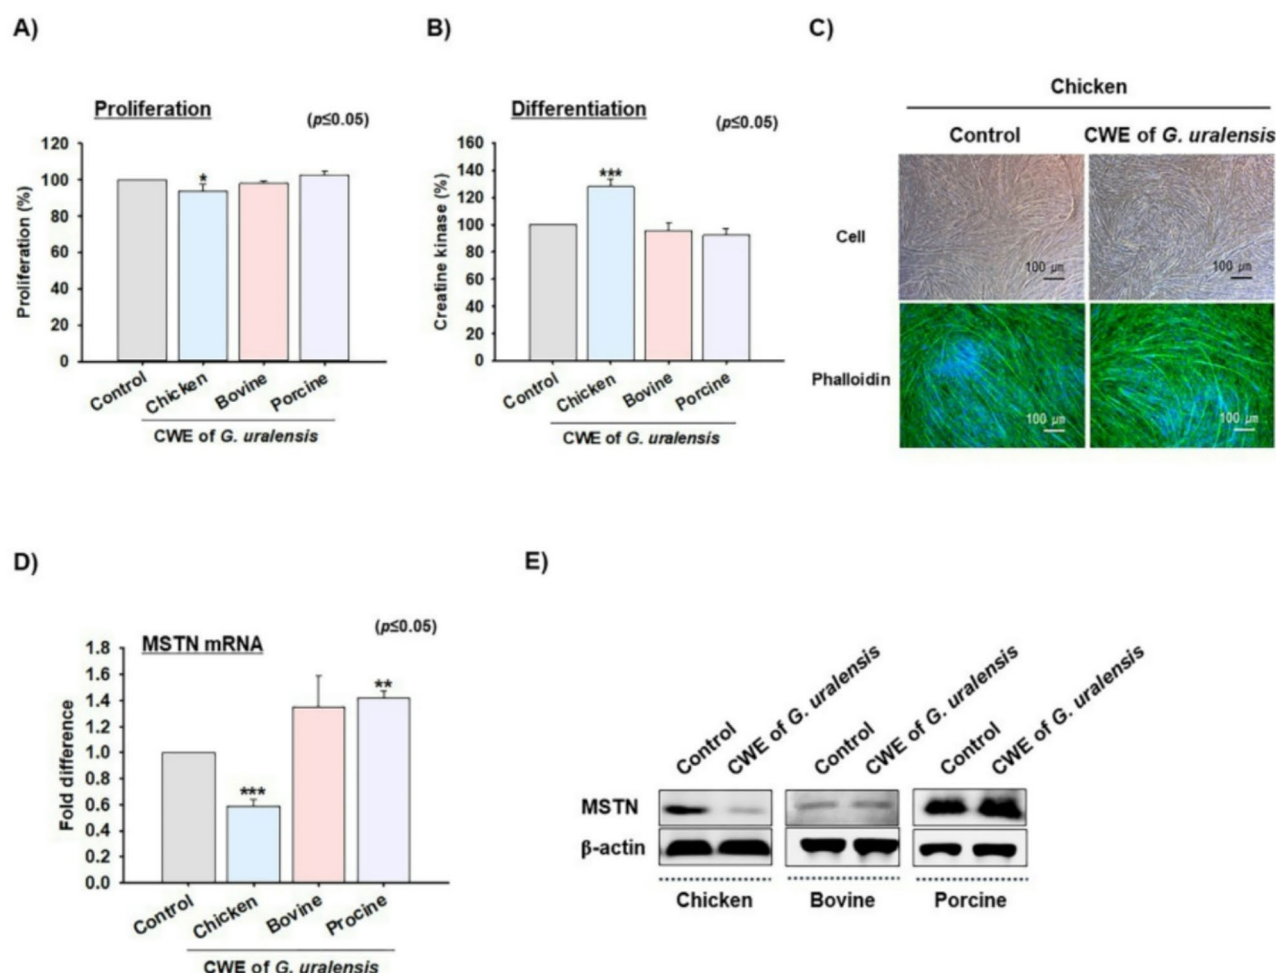 A)
B)
C)
Proliferation
(p≤0.05)
Proliferation (%)
120
100
80
60
40
20
0
*
Control
Chicken
Bovine
Porcine
CWE of G. uralensis
Differentiation
(p≤0.05)
Creatine kinase (%)
160
140
120
100
80
60
40
20
0
***
Control
Chicken
Bovine
Porcine
CWE of G. uralensis
Chicken
Control
CWE of G. uralensis
Cell
100 μm
100 μm
Phalloidin
100 μm
100 μm
D)
E)
MSTN mRNA
(p≤0.05)
Fold difference
1.8
1.6
1.4
1.2
1.0
0.8
0.6
0.4
0.2
0.0
***
**
Control
Chicken
Bovine
Procine
CWE of G. uralensis
Control
CWE of G. uralensis
Control
CWE of G. uralensis
Control
CWE of G. uralensis
MSTN
β-actin
Chicken
Bovine
Porcine